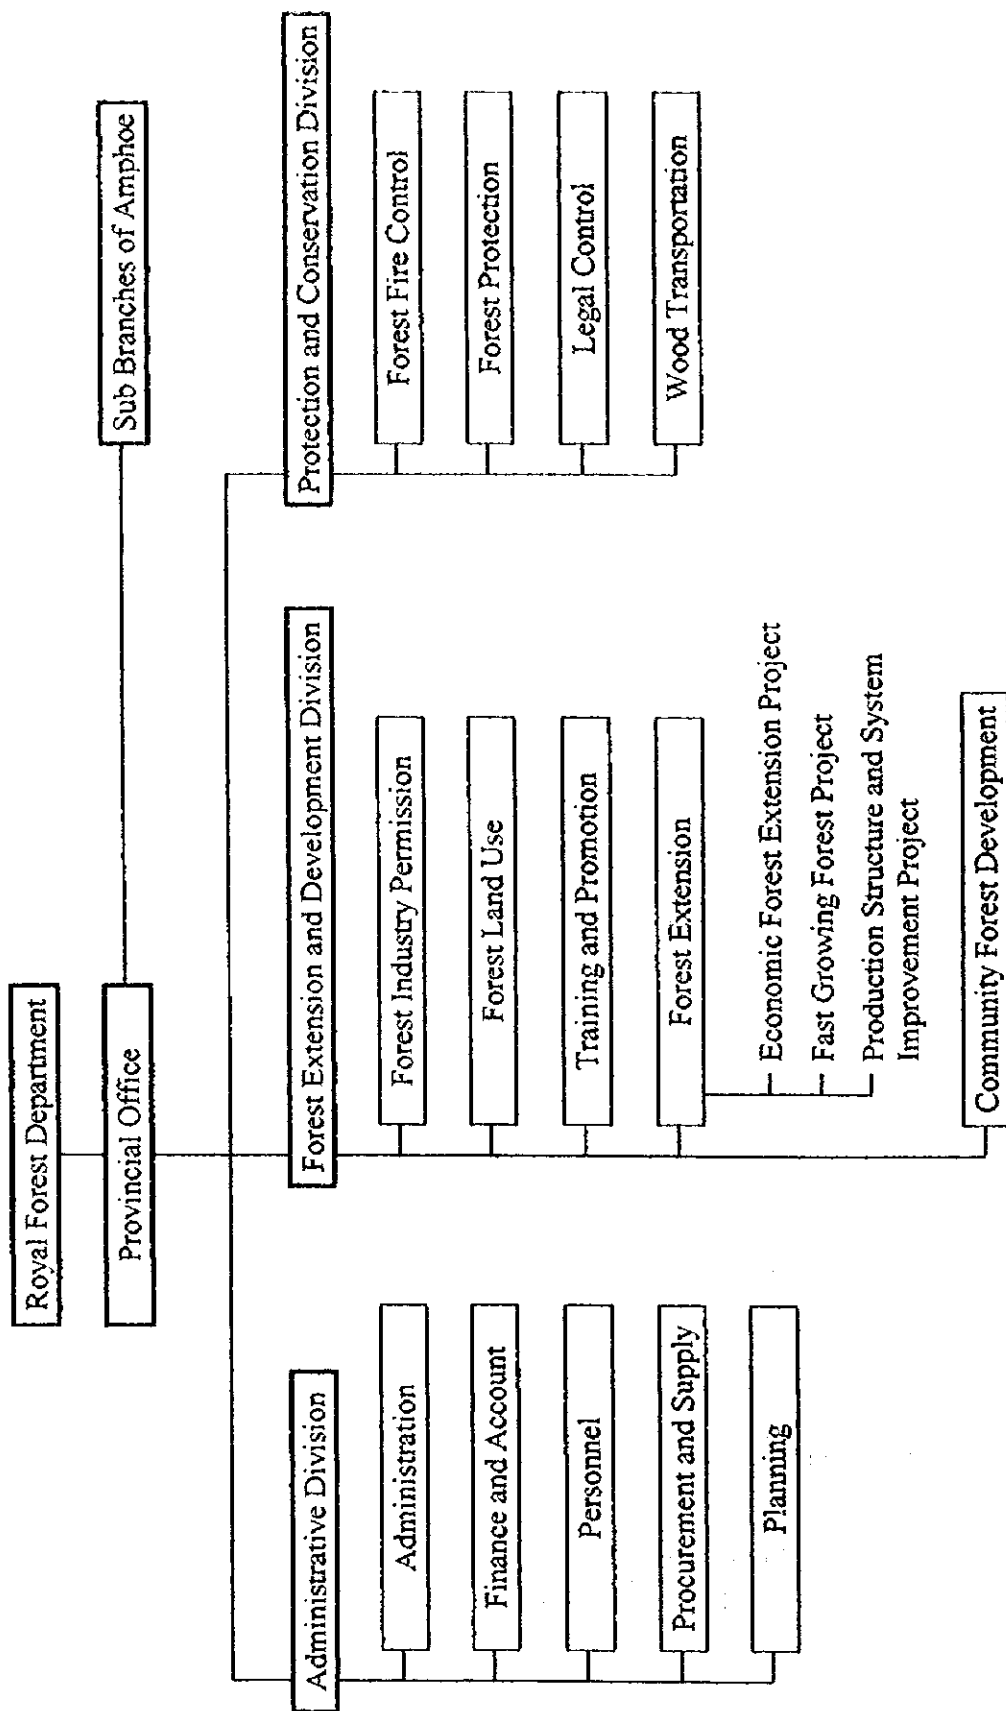 Royal Forest Department
Provincial Office
Sub Branches of Amphoe
Administrative Division
Administration
Finance and Account
Personnel
Procurement and Supply
Planning
Forest Extension and Development Division
Forest Industry Permission
Forest Land Use
Training and Promotion
Forest Extension
Economic Forest Extension Project
Fast Growing Forest Project
Production Structure and System
Improvement Project
Community Forest Development
Protection and Conservation Division
Forest Fire Control
Forest Protection
Legal Control
Wood Transportation